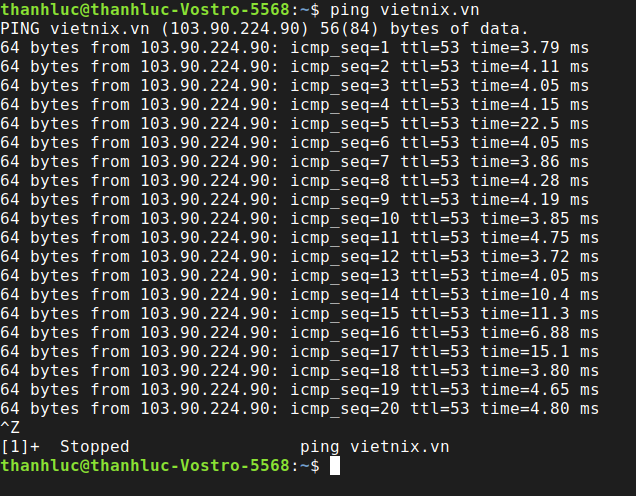 thanhluc@thanhluc-Vostro-5568:~$ ping vietnix.vn
PING vietnix.vn (103.90.224.90) 56(84) bytes of data.
64 bytes from 103.90.224.90: icmp_seq=1 ttl=53 time=3.79 ms
64 bytes from 103.90.224.90: icmp_seq=2 ttl=53 time=4.11 ms
64 bytes from 103.90.224.90: icmp_seq=3 ttl=53 time=4.05 ms
64 bytes from 103.90.224.90: icmp_seq=4 ttl=53 time=4.15 ms
64 bytes from 103.90.224.90: icmp_seq=5 ttl=53 time=22.5 ms
64 bytes from 103.90.224.90: icmp_seq=6 ttl=53 time=4.05 ms
64 bytes from 103.90.224.90: icmp_seq=7 ttl=53 time=3.86 ms
64 bytes from 103.90.224.90: icmp_seq=8 ttl=53 time=4.28 ms
64 bytes from 103.90.224.90: icmp_seq=9 ttl=53 time=4.19 ms
64 bytes from 103.90.224.90: icmp_seq=10 ttl=53 time=3.85 ms
64 bytes from 103.90.224.90: icmp_seq=11 ttl=53 time=4.75 ms
64 bytes from 103.90.224.90: icmp_seq=12 ttl=53 time=3.72 ms
64 bytes from 103.90.224.90: icmp_seq=13 ttl=53 time=4.05 ms
64 bytes from 103.90.224.90: icmp_seq=14 ttl=53 time=10.4 ms
64 bytes from 103.90.224.90: icmp_seq=15 ttl=53 time=11.3 ms
64 bytes from 103.90.224.90: icmp_seq=16 ttl=53 time=6.88 ms
64 bytes from 103.90.224.90: icmp_seq=17 ttl=53 time=15.1 ms
64 bytes from 103.90.224.90: icmp_seq=18 ttl=53 time=3.80 ms
64 bytes from 103.90.224.90: icmp_seq=19 ttl=53 time=4.65 ms
64 bytes from 103.90.224.90: icmp_seq=20 ttl=53 time=4.80 ms
^Z
[1]+  Stopped                 ping vietnix.vn
thanhluc@thanhluc-Vostro-5568:~$